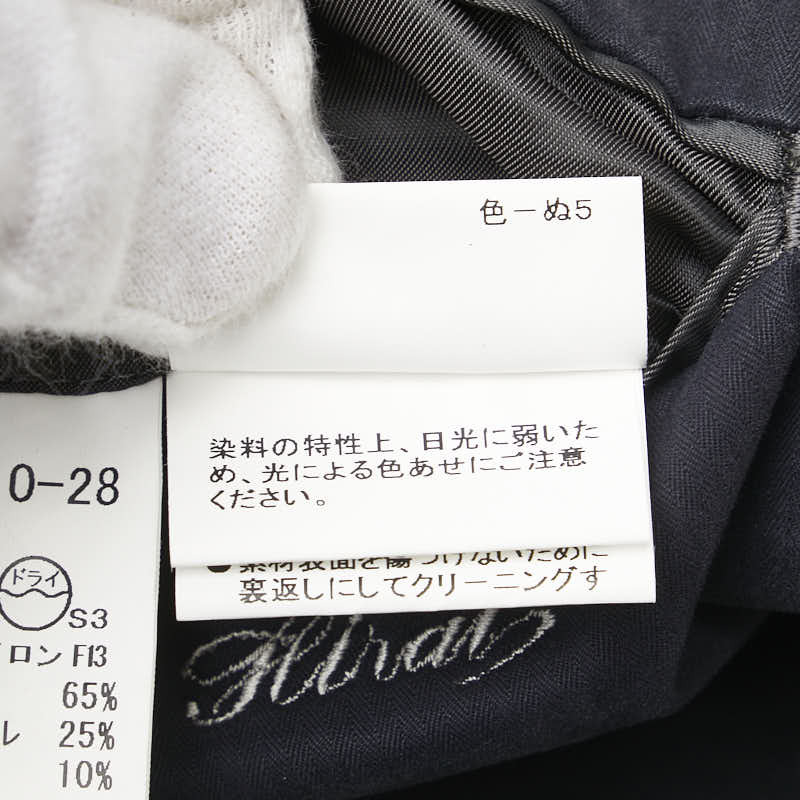 色ーぬ5
染料の特性上、日光に弱いた
め、光による色あせにご注意
ください。
●素材表面を傷つけないために
裏返しにしてクリーニングす
0-28
ドライ
S3
ロン F13
65%
ル 25%
10%
Hirai